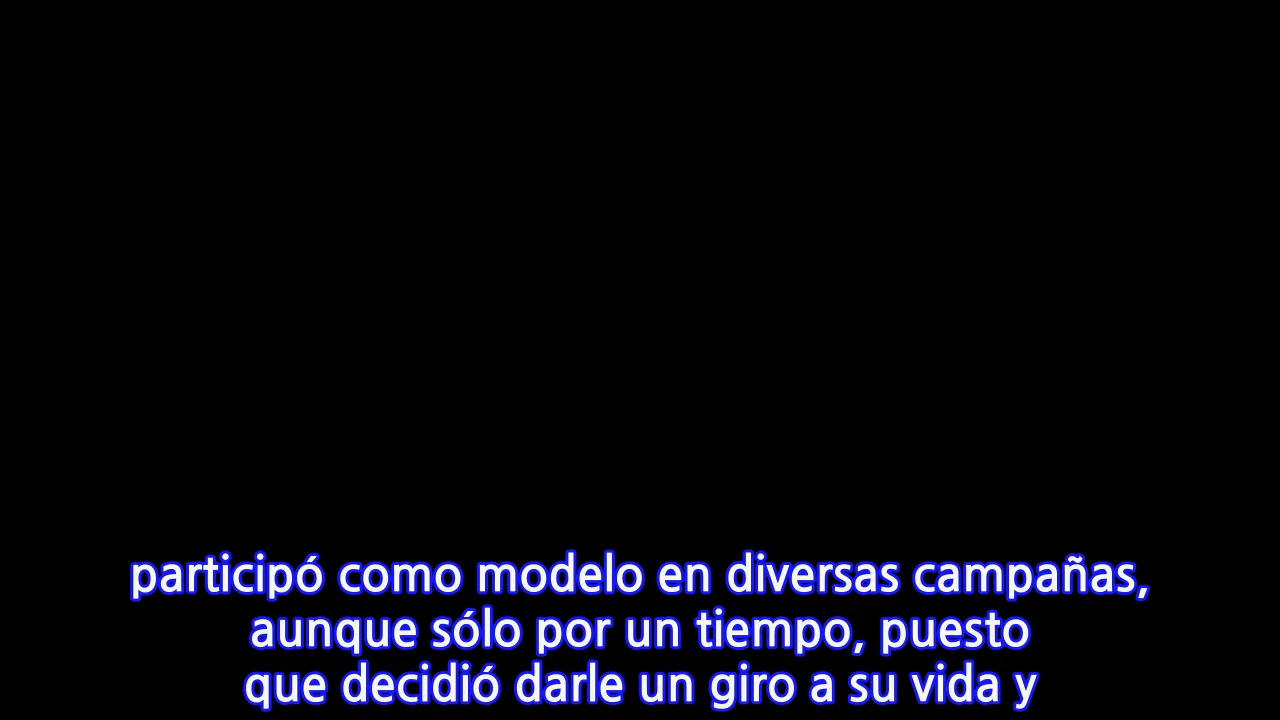 participó como modelo en diversas campañas,
aunque sólo por un tiempo, puesto
que decidió darle un giro a su vida y